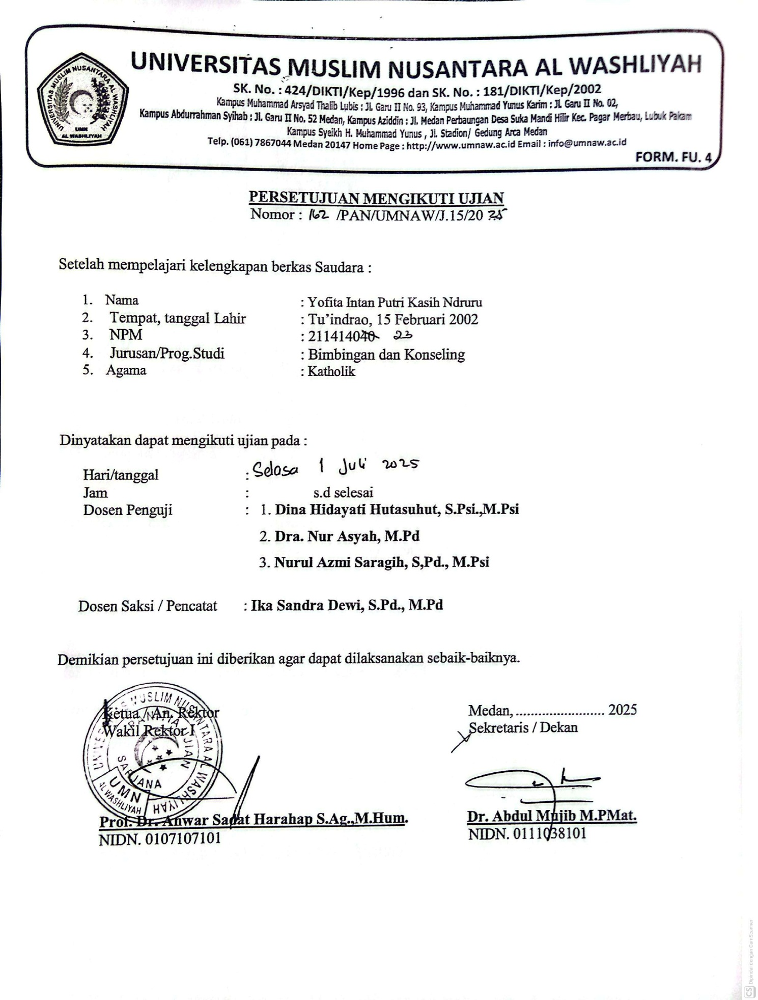 UNIVERSITAS MUSLIM NUSANTARA AL WASHLIYAH
SK. No. : 424/DIKTI/Kep/1996 dan SK. No. : 181/DIKTI/Kep/2002
Kampus Muhammad Arsyad Thalib Lubis : Jl. Garu II No. 93, Kampus Muhammad Yunus Karim : Jl. Garu II No. 02,
Kampus Abdurrahman Syihab : Jl. Garu II No. 52 Medan, Kampus Aziddin : Jl. Medan Perbaungan Desa Suka Mandi Hilir Kec. Pagar Merbau, Lubuk Pakam
Kampus Syeikh H. Muhammad Yunus , Jl. Stadion/ Gedung Arca Medan
Telp. (061) 7867044 Medan 20147 Home Page : http://www.umnaw.ac.id Email : info@umnaw.ac.id
FORM. FU. 4
UNIVERSITAS MUSLIM NUSANTARA AL WASHLIYAH
UMN
AL WASHLIYAH
PERSETUJUAN MENGIKUTI UJIAN
Nomor : 162 /PAN/UMNAW/J.15/20 25
Setelah mempelajari kelengkapan berkas Saudara :
1. Nama : Yofita Intan Putri Kasih Ndruru
2. Tempat, tanggal Lahir : Tu'indrao, 15 Februari 2002
3. NPM : 211414040 23
4. Jurusan/Prog.Studi : Bimbingan dan Konseling
5. Agama : Katholik
Dinyatakan dapat mengikuti ujian pada :
Hari/tanggal : Selasa 1 Juli 2025
Jam : s.d selesai
Dosen Penguji : 1. Dina Hidayati Hutasuhut, S.Psi.,M.Psi
2. Dra. Nur Asyah, M.Pd
3. Nurul Azmi Saragih, S,Pd., M.Psi
Dosen Saksi / Pencatat : Ika Sandra Dewi, S.Pd., M.Pd
Demikian persetujuan ini diberikan agar dapat dilaksanakan sebaik-baiknya.
Ketua / An. Rektor
Wakil Rektor I
UNIVERSITAS MUSLIM NUSANTARA AL WASHLIYAH
PANITIA UJIAN
SARJANA
UMN
AL WASHLIYAH
Prof. Dr. Anwar Sadat Harahap S.Ag.,M.Hum.
NIDN. 0107107101
Medan, ........................ 2025
Sekretaris / Dekan
Dr. Abdul Mujib M.PMat.
NIDN. 0111038101
CS Dipindai dengan CamScanner